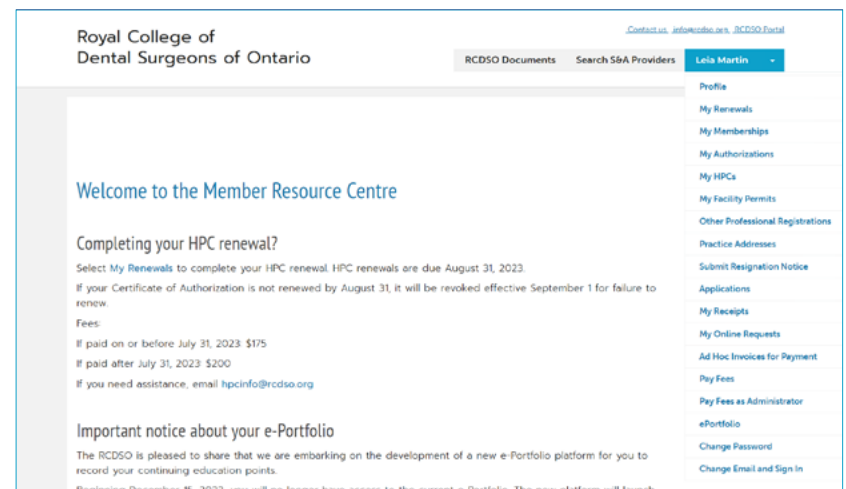 Royal College of
Dental Surgeons of Ontario
Contact us info@rcdso.org RCDSO Portal
RCDSO Documents Search S&A Providers Leia Martin
Profile
My Renewals
My Memberships
My Authorizations
My HPCs
My Facility Permits
Other Professional Registrations
Practice Addresses
Submit Resignation Notice
Applications
My Receipts
My Online Requests
Ad Hoc Invoices for Payment
Pay Fees
Pay Fees as Administrator
ePortfolio
Change Password
Change Email and Sign In
Welcome to the Member Resource Centre
Completing your HPC renewal?
Select My Renewals to complete your HPC renewal. HPC renewals are due August 31, 2023.
If your Certificate of Authorization is not renewed by August 31, it will be revoked effective September 1 for failure to
renew.
Fees:
If paid on or before July 31, 2023: $175
If paid after July 31, 2023: $200
If you need assistance, email hpcinfo@rcdso.org
Important notice about your e-Portfolio
The RCDSO is pleased to share that we are embarking on the development of a new e-Portfolio platform for you to
record your continuing education points.